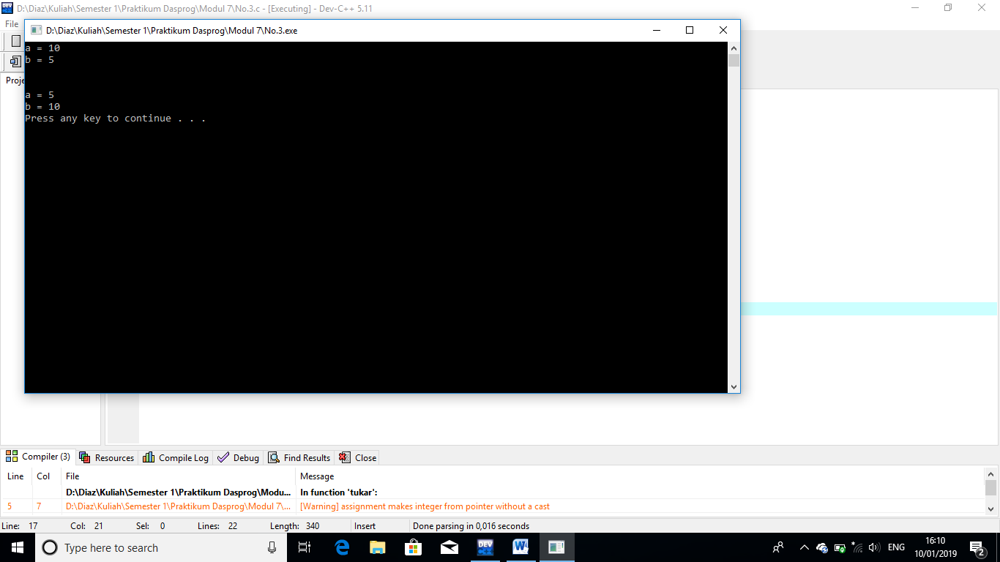 DEV D:\Diaz\Kuliah\Semester 1\Praktikum Dasprog\Modul 7\No.3.c - [Executing] - Dev-C++ 5.11
File
D:\Diaz\Kuliah\Semester 1\Praktikum Dasprog\Modul 7\No.3.exe
a = 10
b = 5
Proje
a = 5
b = 10
Press any key to continue . . .
Compiler (3) Resources Compile Log Debug Find Results Close
Line Col File Message
D:\Diaz\Kuliah\Semester 1\Praktikum Dasprog\Modu... In function 'tukar':
5 7 D:\Diaz\Kuliah\Semester 1\Praktikum Dasprog\Modul 7\... [Warning] assignment makes integer from pointer without a cast
Line: 17 Col: 21 Sel: 0 Lines: 22 Length: 340 Insert Done parsing in 0,016 seconds
Type here to search DEV W ENG 16:10
10/01/2019 2